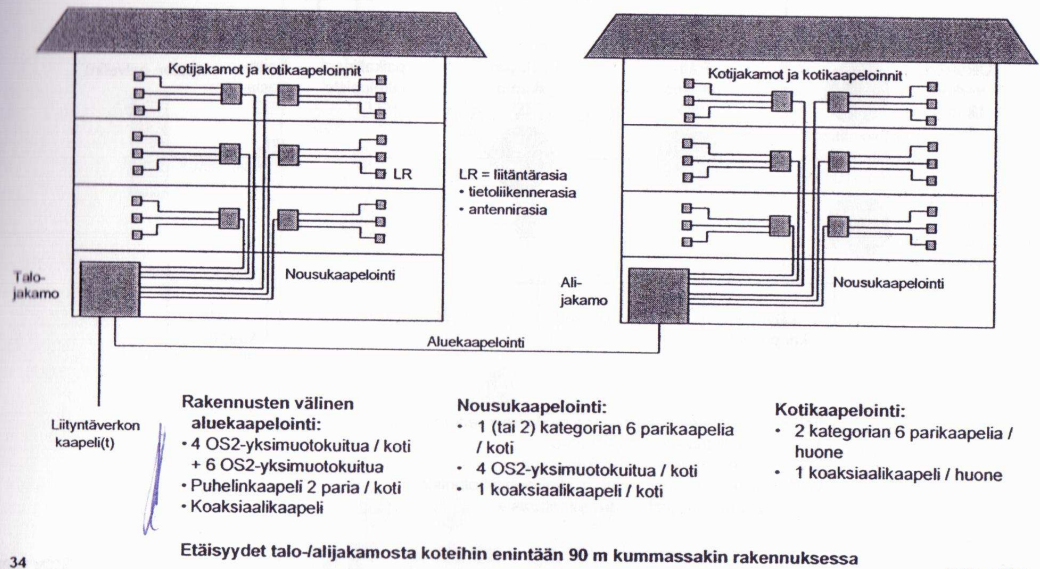 Kotijakamot ja kotikaapeloinnit
Kotijakamot ja kotikaapeloinnit
LR
LR = liitäntärasia
• tietoliikennerasia
• antennirasia
Talo-
jakamo
Nousukaapelointi
Ali-
jakamo
Nousukaapelointi
Aluekaapelointi
Liityntäverkon
kaapeli(t)
Rakennusten välinen
aluekaapelointi:
• 4 OS2-yksimuotokuitua / koti
+ 6 OS2-yksimuotokuitua
• Puhelinkaapeli 2 paria / koti
• Koaksiaalikaapeli
Nousukaapelointi:
• 1 (tai 2) kategorian 6 parikaapelia
/ koti
• 4 OS2-yksimuotokuitua / koti
• 1 koaksiaalikaapeli / koti
Kotikaapelointi:
• 2 kategorian 6 parikaapelia /
huone
• 1 koaksiaalikaapeli / huone
Etäisyydet talo-/alijakamosta koteihin enintään 90 m kummassakin rakennuksessa
34